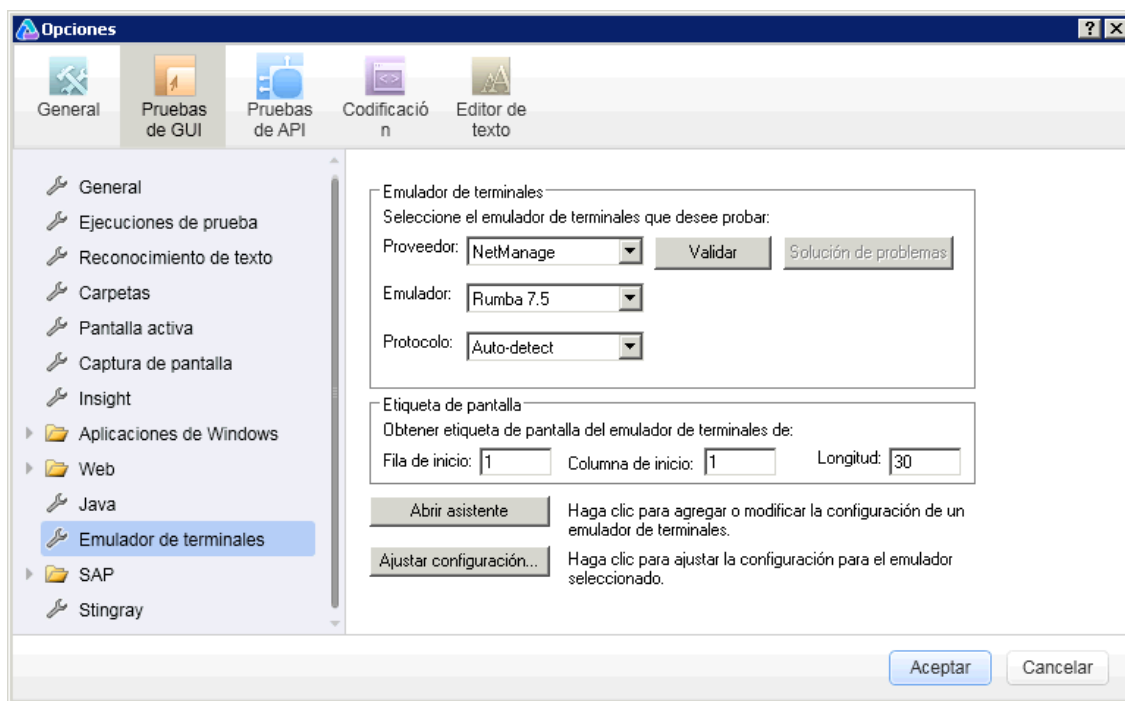 Opciones
General
Pruebas
de GUI
Pruebas
de API
Codificació
n
Editor de
texto
General
Ejecuciones de prueba
Reconocimiento de texto
Carpetas
Pantalla activa
Captura de pantalla
Insight
Aplicaciones de Windows
Web
Java
Emulador de terminales
SAP
Stingray
Emulador de terminales
Seleccione el emulador de terminales que desee probar:
Proveedor: NetManage Validar Solución de problemas
Emulador: Rumba 7.5
Protocolo: Auto-detect
Etiqueta de pantalla
Obtener etiqueta de pantalla del emulador de terminales de:
Fila de inicio: 1 Columna de inicio: 1 Longitud: 30
Abrir asistente
Haga clic para agregar o modificar la configuración de un
emulador de terminales.
Ajustar configuración...
Haga clic para ajustar la configuración para el emulador
seleccionado.
Aceptar Cancelar